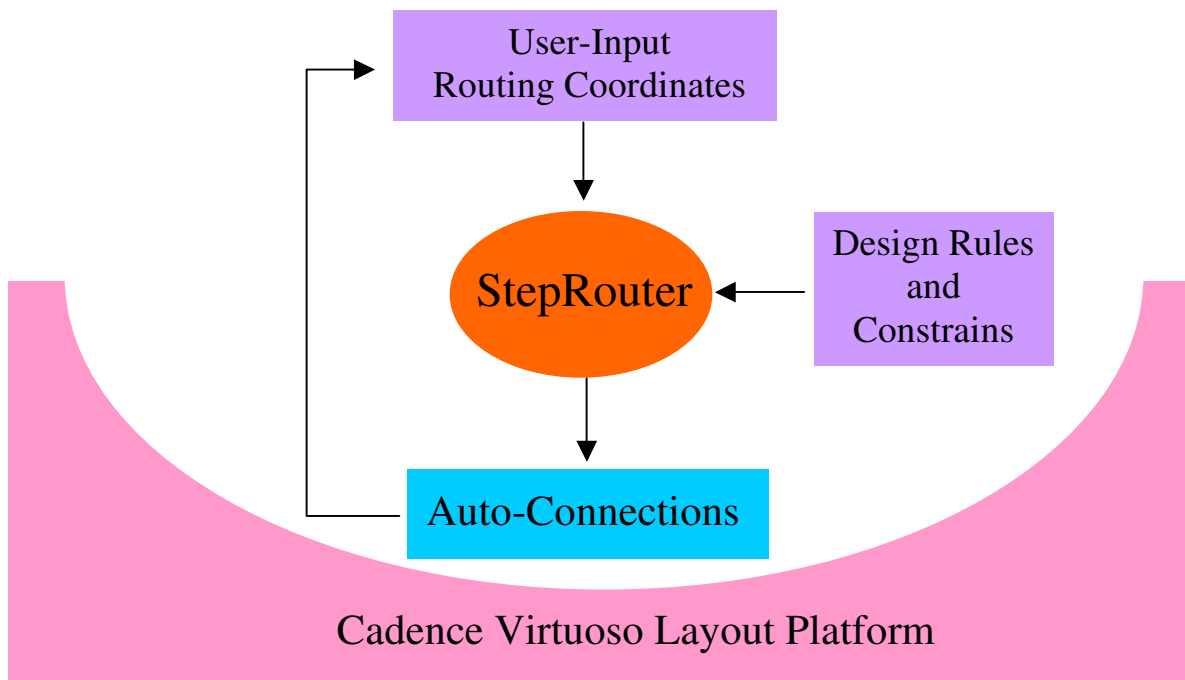 User-Input
Routing Coordinates
StepRouter
Design Rules
and
Constrains
Auto-Connections
Cadence Virtuoso Layout Platform